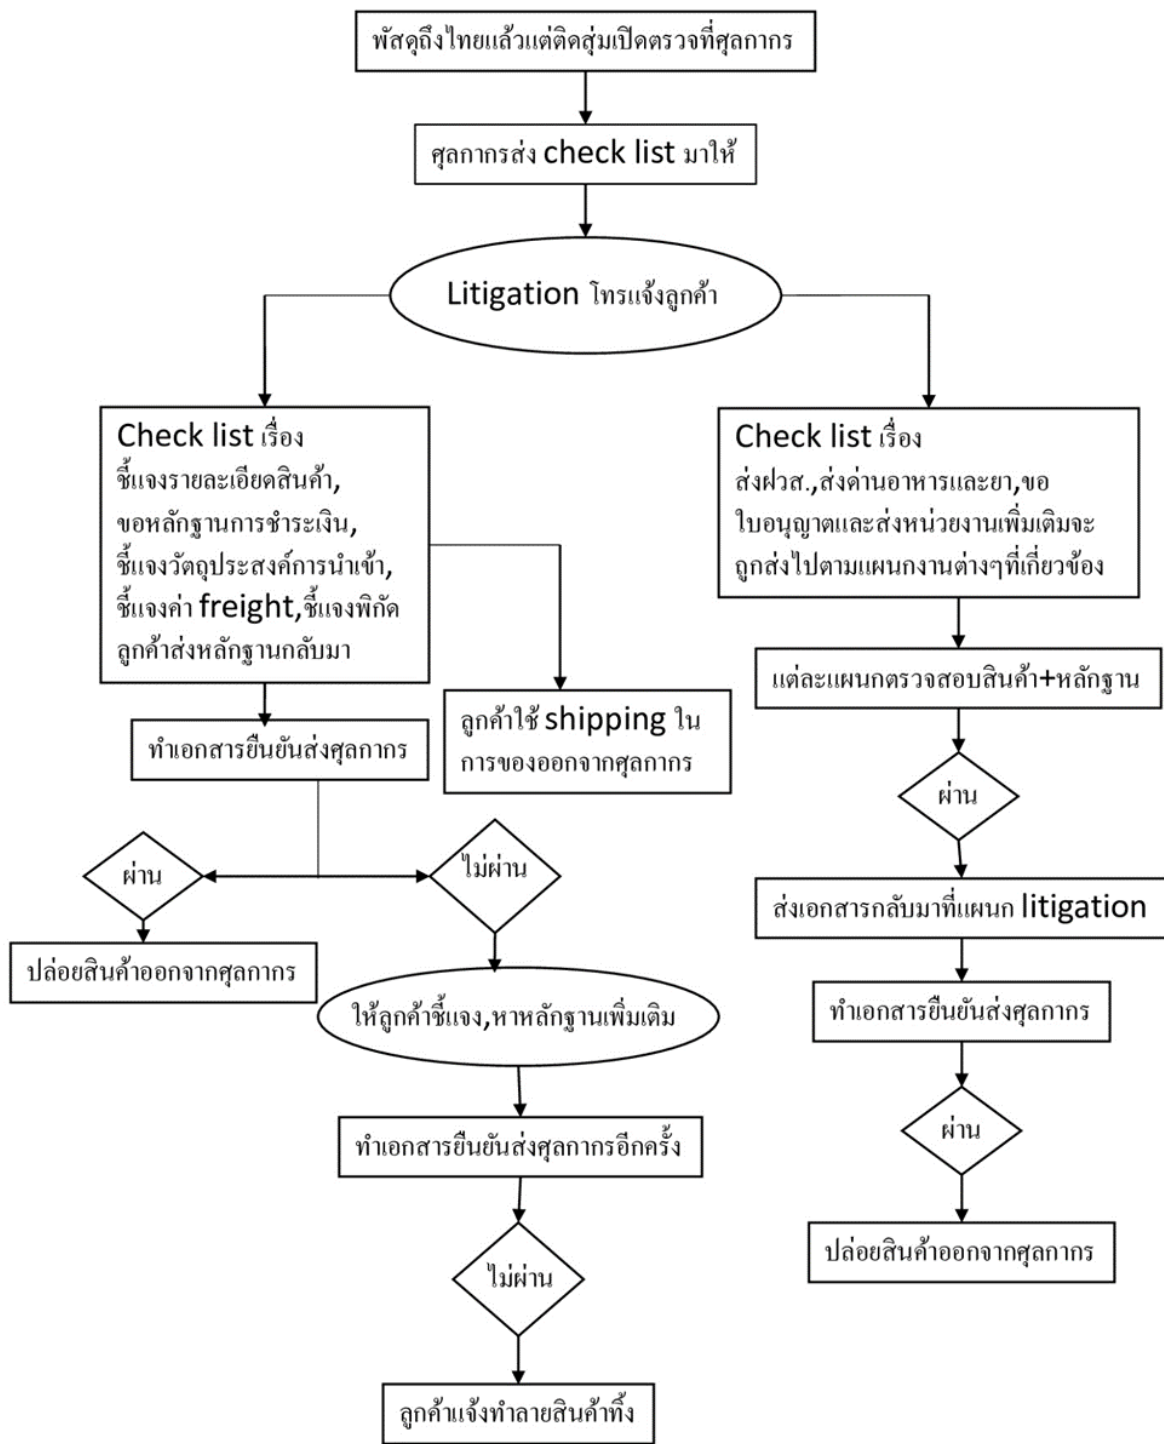 พัสดุถึงไทยแล้วแต่ติดสุ่มเปิดตรวจที่ศุลกากร
ศุลกากรส่ง check list มาให้
Litigation โทรแจ้งลูกค้า
Check list เรื่อง
ชี้แจงรายละเอียดสินค้า,
ขอหลักฐานการชำระเงิน,
ชี้แจงวัตถุประสงค์การนำเข้า,
ชี้แจงค่า freight,ชี้แจงพิกัด
ลูกค้าส่งหลักฐานกลับมา
Check list เรื่อง
ส่งฝวส.,ส่งด่านอาหารและยา,ขอ
ใบอนุญาตและส่งหน่วยงานเพิ่มเติมจะ
ถูกส่งไปตามแผนกงานต่างๆที่เกี่ยวข้อง
ทำเอกสารยืนยันส่งศุลกากร
ลูกค้าใช้ shipping ใน
การของออกจากศุลกากร
แต่ละแผนกตรวจสอบสินค้า+หลักฐาน
ผ่าน
ผ่าน
ไม่ผ่าน
ส่งเอกสารกลับมาที่แผนก litigation
ปล่อยสินค้าออกจากศุลกากร
ให้ลูกค้าชี้แจง,หาหลักฐานเพิ่มเติม
ทำเอกสารยืนยันส่งศุลกากร
ทำเอกสารยืนยันส่งศุลกากรอีกครั้ง
ผ่าน
ไม่ผ่าน
ปล่อยสินค้าออกจากศุลกากร
ลูกค้าแจ้งทำลายสินค้าทิ้ง